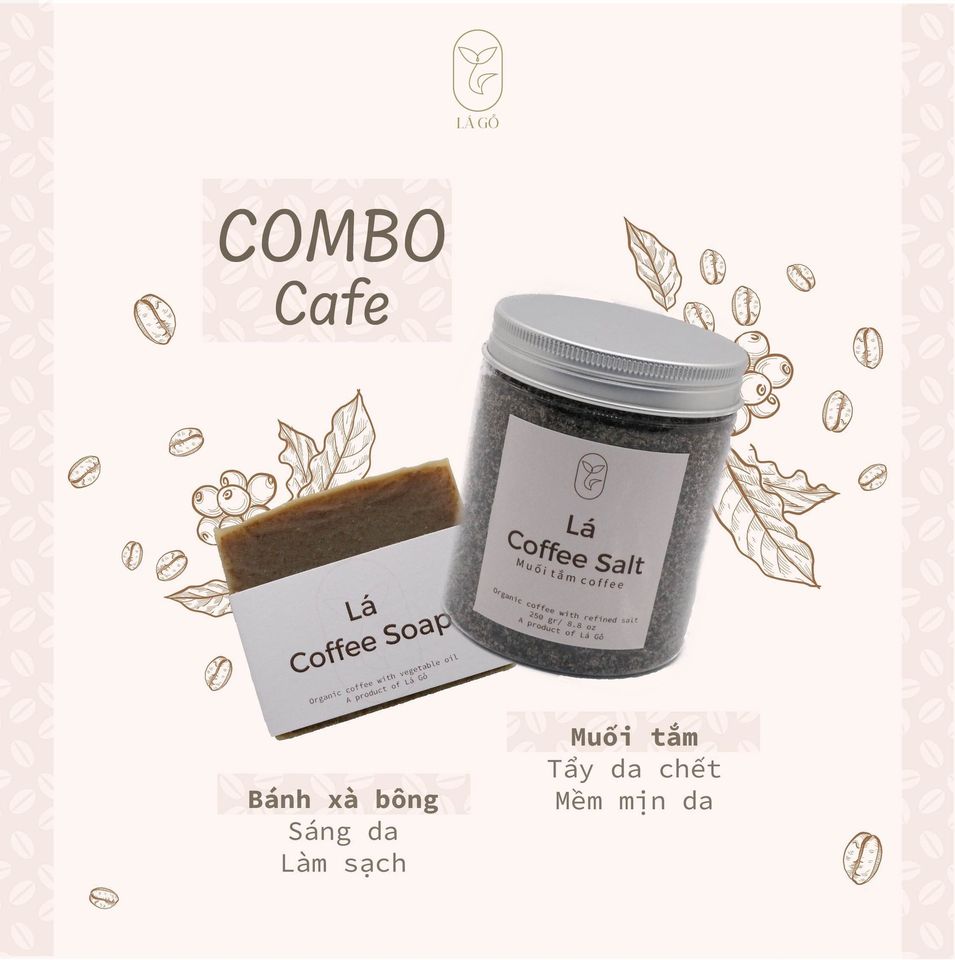 LÁ GỖ
COMBO
Cafe
Lá
Coffee Salt
Muối tắm coffee
Organic coffee with refined salt
250 gr/ 8.8 oz
A product of Lá Gỗ
Lá
Coffee Soap
Organic coffee with vegetable oil
A product of Lá Gỗ
Muối tắm
Tẩy da chết
Mềm mịn da
Bánh xà bông
Sáng da
Làm sạch